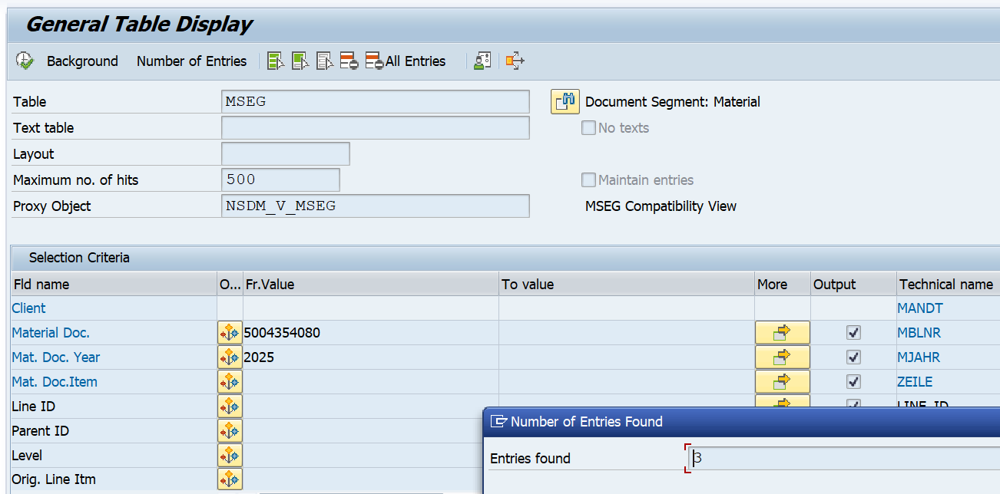 General Table Display
Background Number of Entries All Entries
Table MSEG Document Segment: Material
Text table No texts
Layout
Maximum no. of hits 500 Maintain entries
Proxy Object NSDM_V_MSEG MSEG Compatibility View
Selection Criteria
Fld name O... Fr.Value To value More Output Technical name
Client MANDT
Material Doc. 5004354080 MBLNR
Mat. Doc. Year 2025 MJAHR
Mat. Doc.Item ZEILE
Line ID LINE_ID
Parent ID Number of Entries Found
Level Entries found 3
Orig. Line Itm